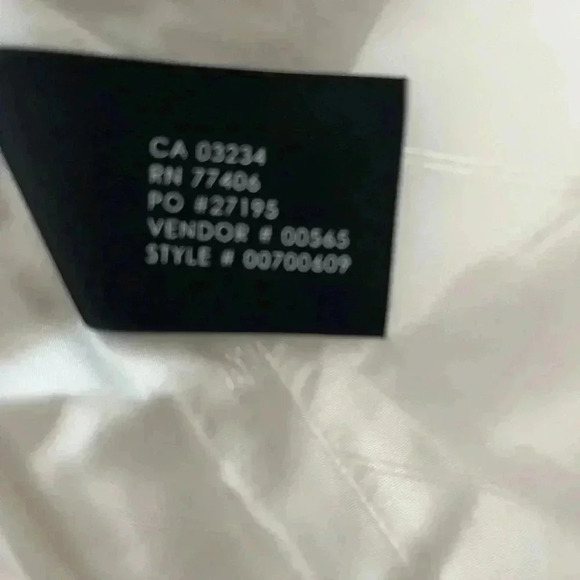 CA 03234
RN 77406
PO #27195
VENDOR # 00565
STYLE # 00700609